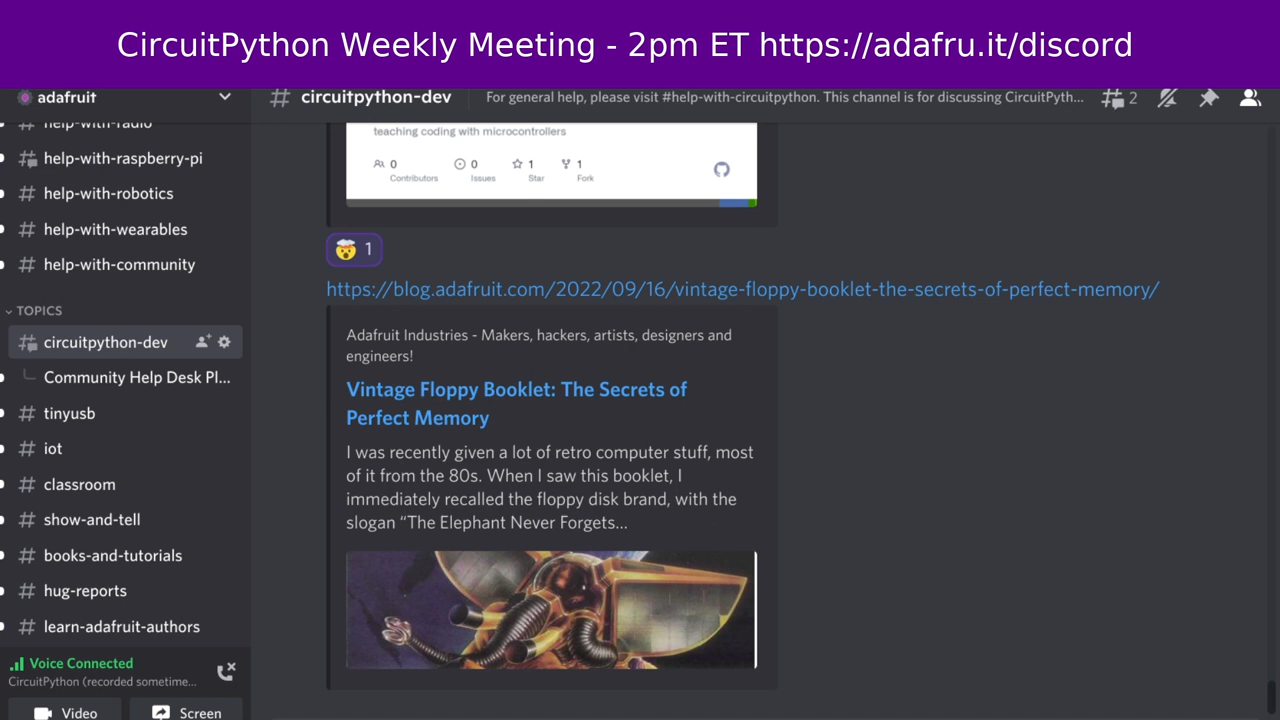 CircuitPython Weekly Meeting - 2pm ET https://adafru.it/discord
adafruit
# circuitpython-dev
For general help, please visit #help-with-circuitpython. This channel is for discussing CircuitPyth...
2
help-with-radio
help-with-raspberry-pi
# help-with-robotics
# help-with-wearables
# help-with-community
TOPICS
circuitpython-dev
Community Help Desk Pl...
# tinyusb
# iot
# classroom
# show-and-tell
# books-and-tutorials
# hug-reports
# learn-adafruit-authors
Voice Connected
CircuitPython (recorded sometime...
Video
Screen
teaching coding with microcontrollers
0
Contributors
0
Issues
1
Star
1
Fork
🤯 1
https://blog.adafruit.com/2022/09/16/vintage-floppy-booklet-the-secrets-of-perfect-memory/
Adafruit Industries - Makers, hackers, artists, designers and
engineers!
Vintage Floppy Booklet: The Secrets of
Perfect Memory
I was recently given a lot of retro computer stuff, most
of it from the 80s. When I saw this booklet, I
immediately recalled the floppy disk brand, with the
slogan “The Elephant Never Forgets...